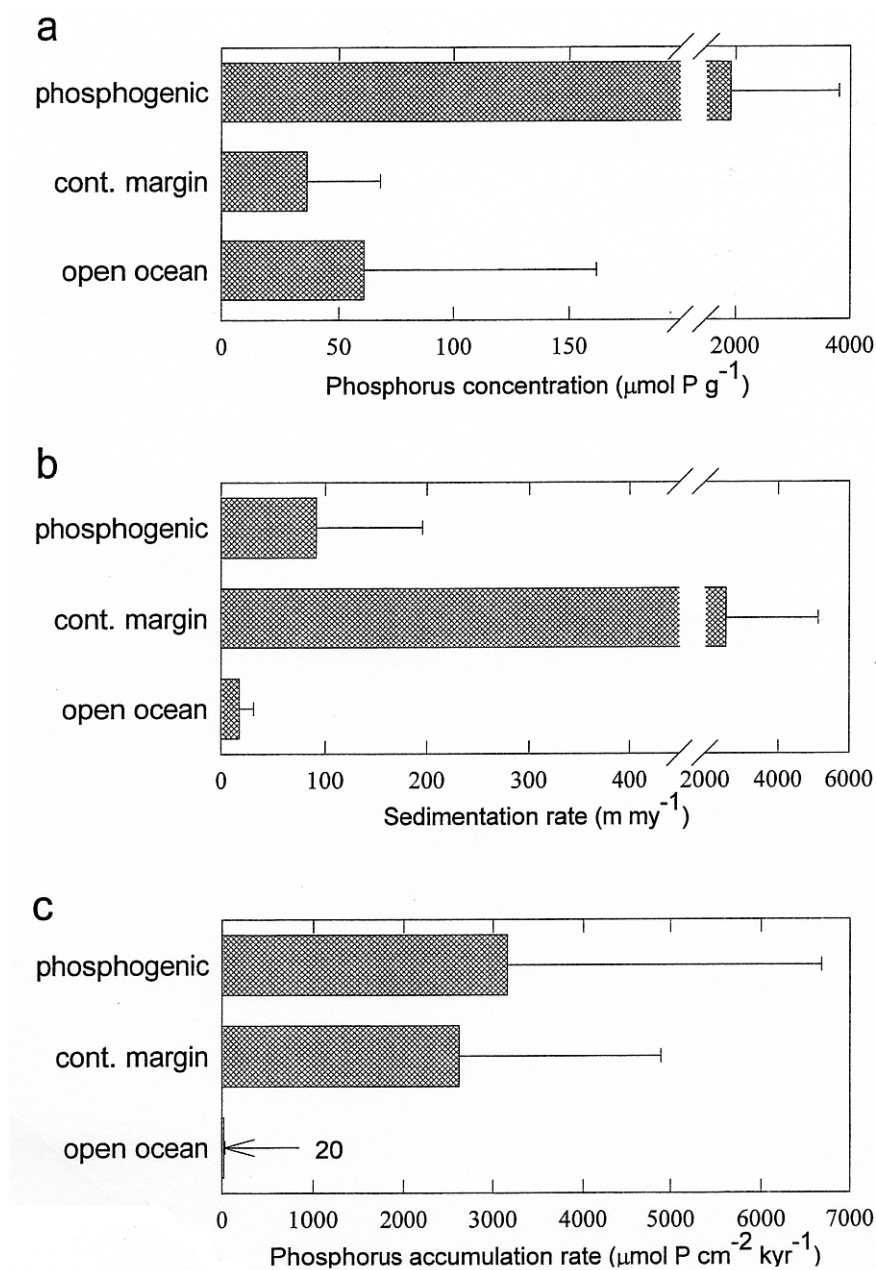 a
phosphogenic
cont. margin
open ocean
0 50 100 150 2000 4000
Phosphorus concentration (μmol P g⁻¹)
b
phosphogenic
cont. margin
open ocean
0 100 200 300 400 2000 4000 6000
Sedimentation rate (m my⁻¹)
c
phosphogenic
cont. margin
open ocean
20
0 1000 2000 3000 4000 5000 6000 7000
Phosphorus accumulation rate (μmol P cm⁻² kyr⁻¹)